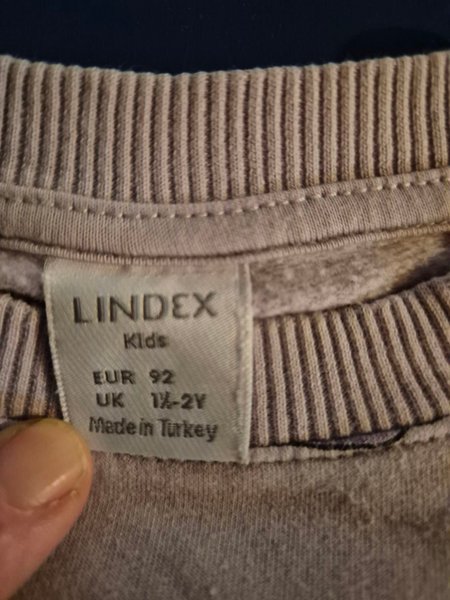 LINDEX
Kids
EUR 92
UK 1½-2Y
Made in Turkey